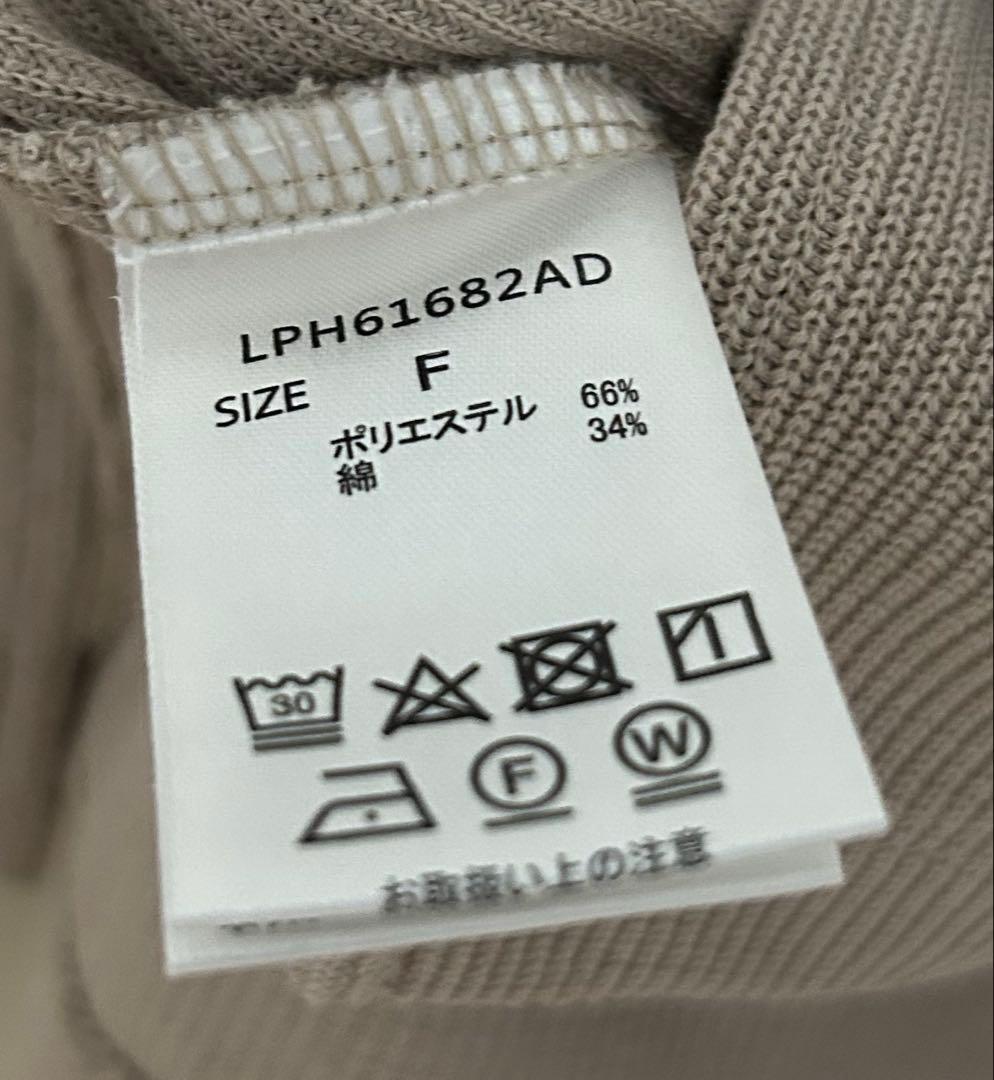 LPH61682AD
SIZE F
ポリエステル 66%
綿 34%
30
F W
お取扱い上の注意